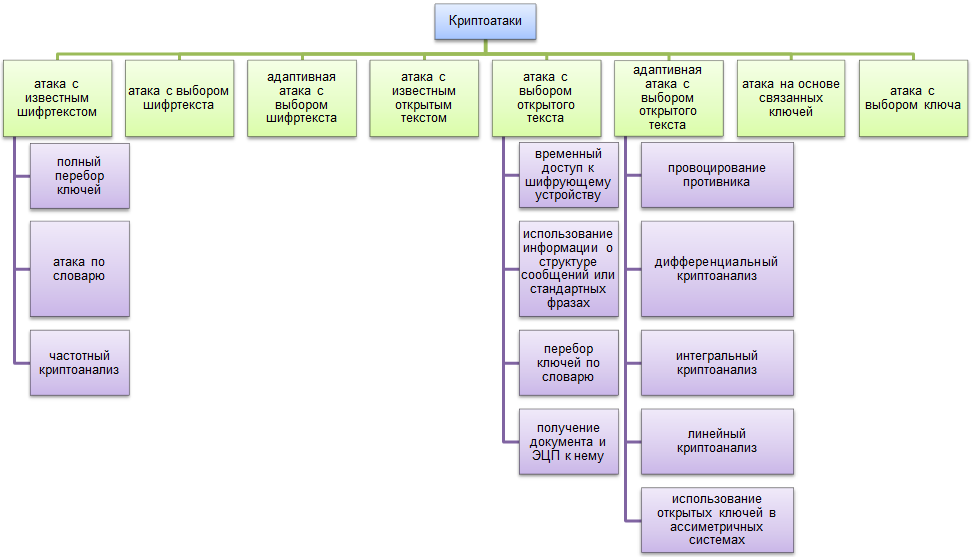 Криптоатаки
атака с
известным
шифртекстом
атака с выбором
шифртекста
адаптивная
атака с
выбором
шифртекста
атака с
известным
открытым
текстом
атака с
выбором
открытого
текста
адаптивная
атака с
выбором
открытого
текста
атака на основе
связанных
ключей
атака с
выбором ключа
полный
перебор
ключей
атака по
словарю
частотный
криптоанализ
временный
доступ к
шифрующему
устройству
использование
информации о
структуре
сообщений или
стандартных
фразах
перебор
ключей по
словарю
получение
документа и
ЭЦП к нему
провоцирование
противника
дифференциальный
криптоанализ
интегральный
криптоанализ
линейный
криптоанализ
использование
открытых ключей в
ассиметричных
системах